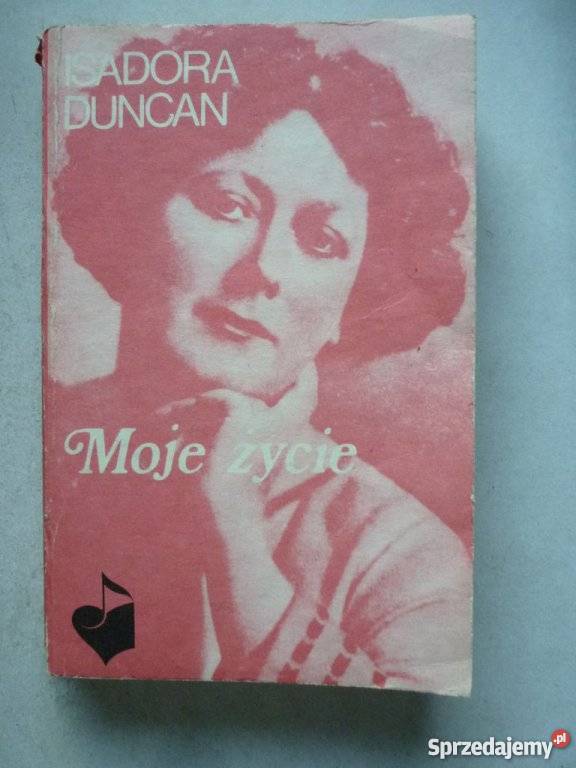 ISADORA
DUNCAN
Moje życie
Sprzedajemy.pl